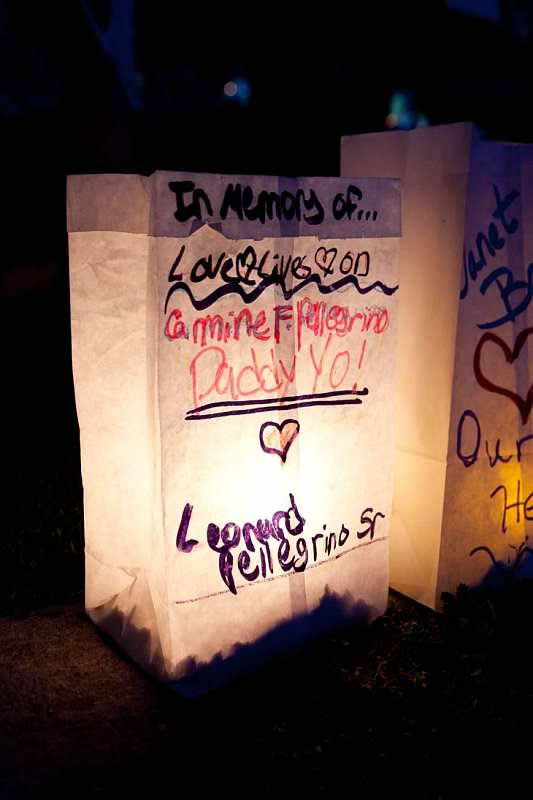 In Memory of...
Love♡Lives♡on
Carmine F. Pellegrino
Daddy Yo!
Leonard
Pellegrino Sr
Janet
B
Our
He